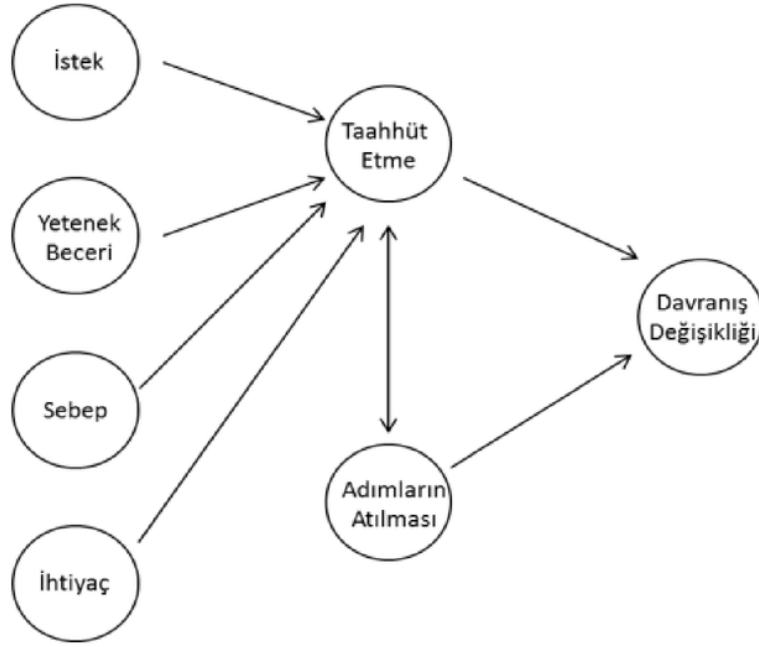 İstek
Taahhüt
Etme
Yetenek
Beceri
Davranış
Değişikliği
Sebep
Adımların
Atılması
İhtiyaç